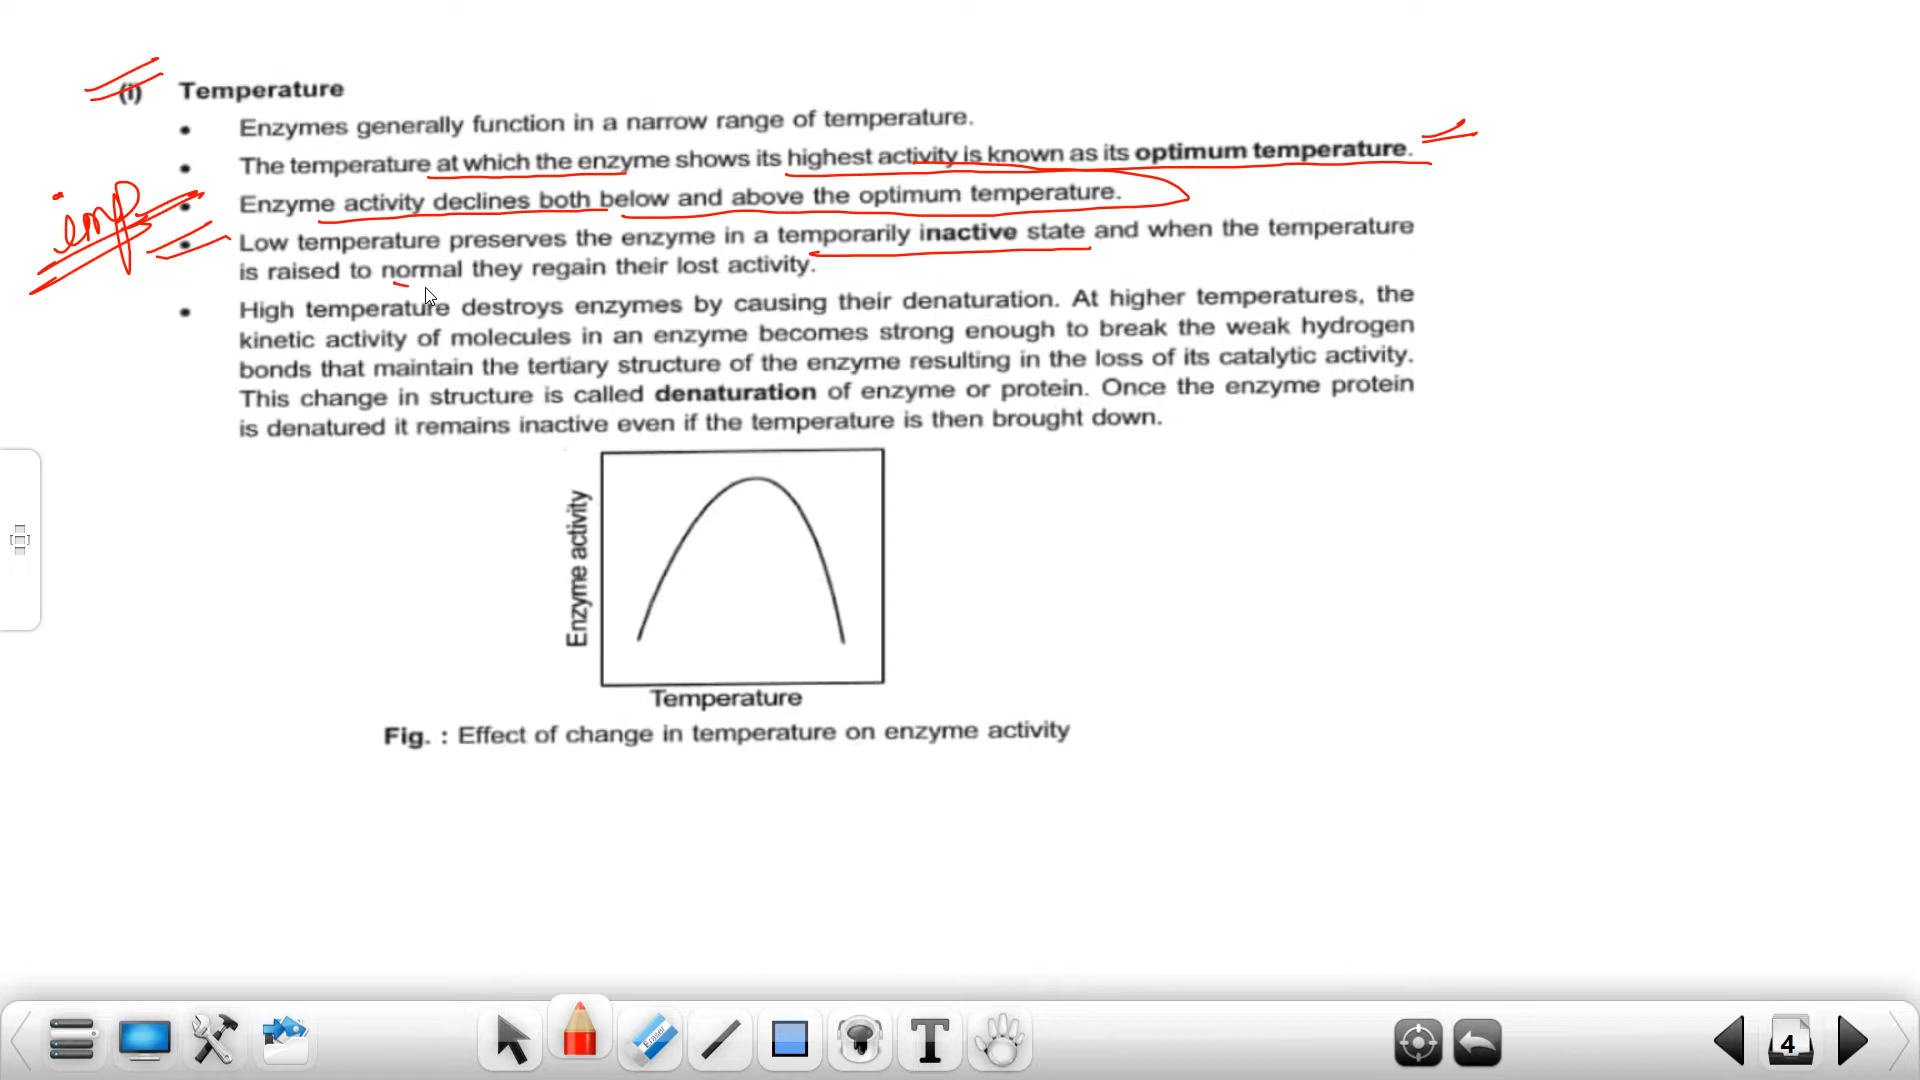 (i) Temperature
• Enzymes generally function in a narrow range of temperature.
• The temperature at which the enzyme shows its highest activity is known as its optimum temperature.
imp
• Enzyme activity declines both below and above the optimum temperature.
• Low temperature preserves the enzyme in a temporarily inactive state and when the temperature
is raised to normal they regain their lost activity.
• High temperature destroys enzymes by causing their denaturation. At higher temperatures, the
kinetic activity of molecules in an enzyme becomes strong enough to break the weak hydrogen
bonds that maintain the tertiary structure of the enzyme resulting in the loss of its catalytic activity.
This change in structure is called denaturation of enzyme or protein. Once the enzyme protein
is denatured it remains inactive even if the temperature is then brought down.
Enzyme activity
Temperature
Fig. : Effect of change in temperature on enzyme activity
Eraser
T
4